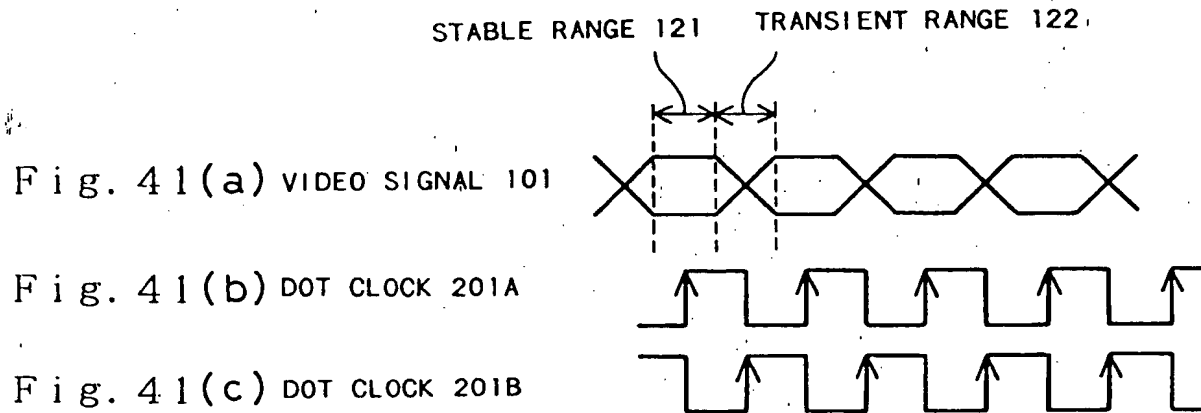 STABLE RANGE 121 TRANSIENT RANGE 122
Fig. 41(a) VIDEO SIGNAL 101
Fig. 41(b) DOT CLOCK 201A
Fig. 41(c) DOT CLOCK 201B